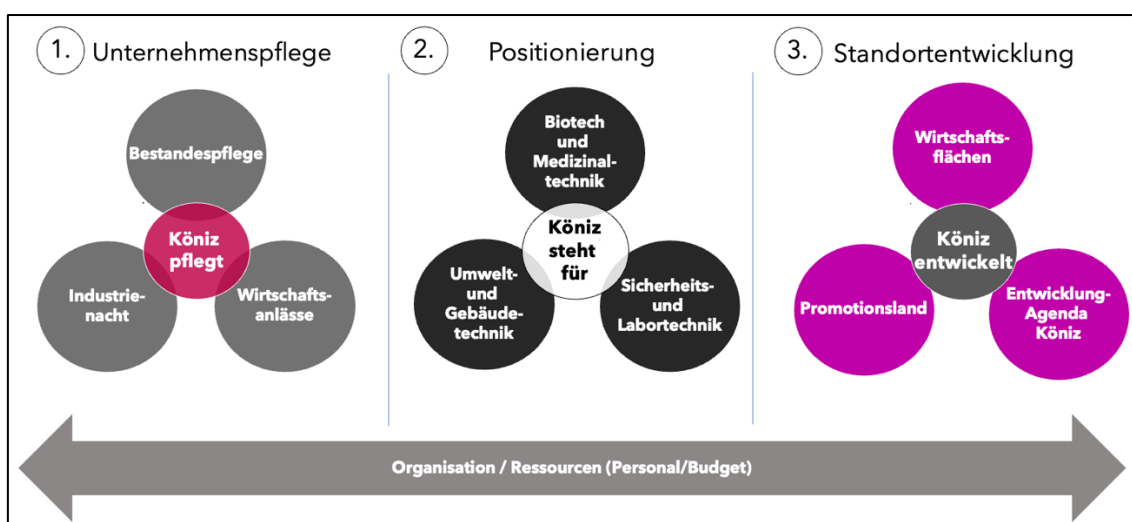 1. Unternehmenspflege
Bestandespflege
Köniz
pflegt
Industrie-
nacht
Wirtschafts-
anlässe
2. Positionierung
Biotech
und
Medizinal-
technik
Köniz
steht
für
Umwelt-
und
Gebäude-
technik
Sicherheits-
und
Labortechnik
3. Standortentwicklung
Wirtschafts-
flächen
Köniz
entwickelt
Promotionsland
Entwicklung-
Agenda
Köniz
Organisation / Ressourcen (Personal/Budget)